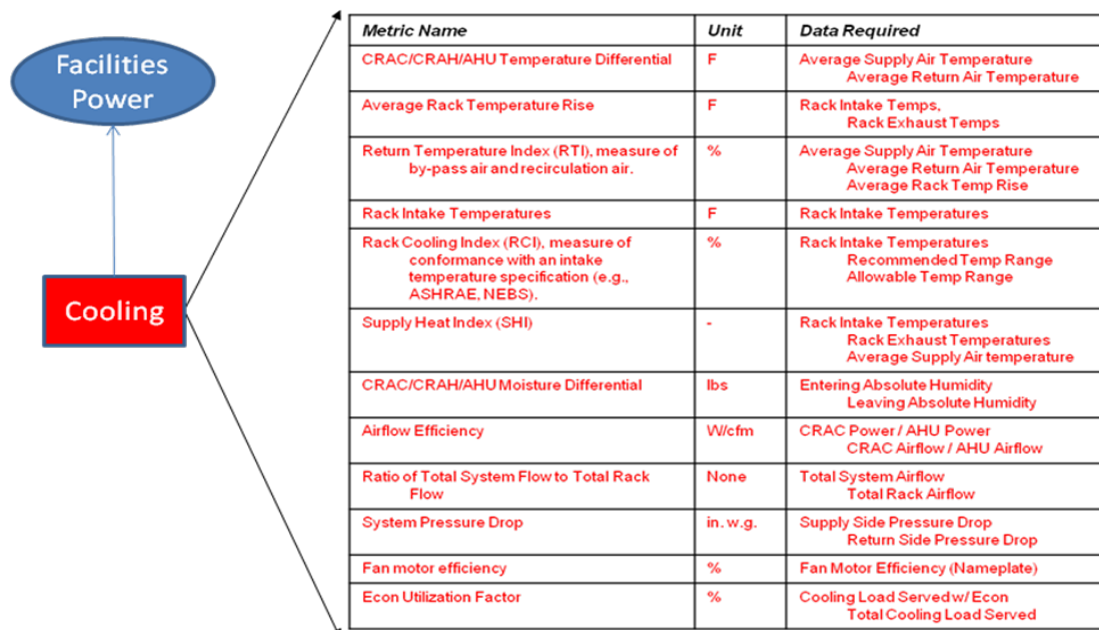 Facilities
Power
Cooling
Metric Name Unit Data Required
CRAC/CRAH/AHU Temperature Differential F Average Supply Air Temperature
Average Return Air Temperature
Average Rack Temperature Rise F Rack Intake Temps,
Rack Exhaust Temps
Return Temperature Index (RTI), measure of % Average Supply Air Temperature
by-pass air and recirculation air. Average Return Air Temperature
Average Rack Temp Rise
Rack Intake Temperatures F Rack Intake Temperatures
Rack Cooling Index (RCI), measure of % Rack Intake Temperatures
conformance with an intake Recommended Temp Range
temperature specification (e.g., Allowable Temp Range
ASHRAE, NEBS).
Supply Heat Index (SHI) - Rack Intake Temperatures
Rack Exhaust Temperatures
Average Supply Air temperature
CRAC/CRAH/AHU Moisture Differential lbs Entering Absolute Humidity
Leaving Absolute Humidity
Airflow Efficiency W/cfm CRAC Power / AHU Power
CRAC Airflow / AHU Airflow
Ratio of Total System Flow to Total Rack None Total System Airflow
Flow Total Rack Airflow
System Pressure Drop in. w.g. Supply Side Pressure Drop
Return Side Pressure Drop
Fan motor efficiency % Fan Motor Efficiency (Nameplate)
Econ Utilization Factor % Cooling Load Served w/ Econ
Total Cooling Load Served